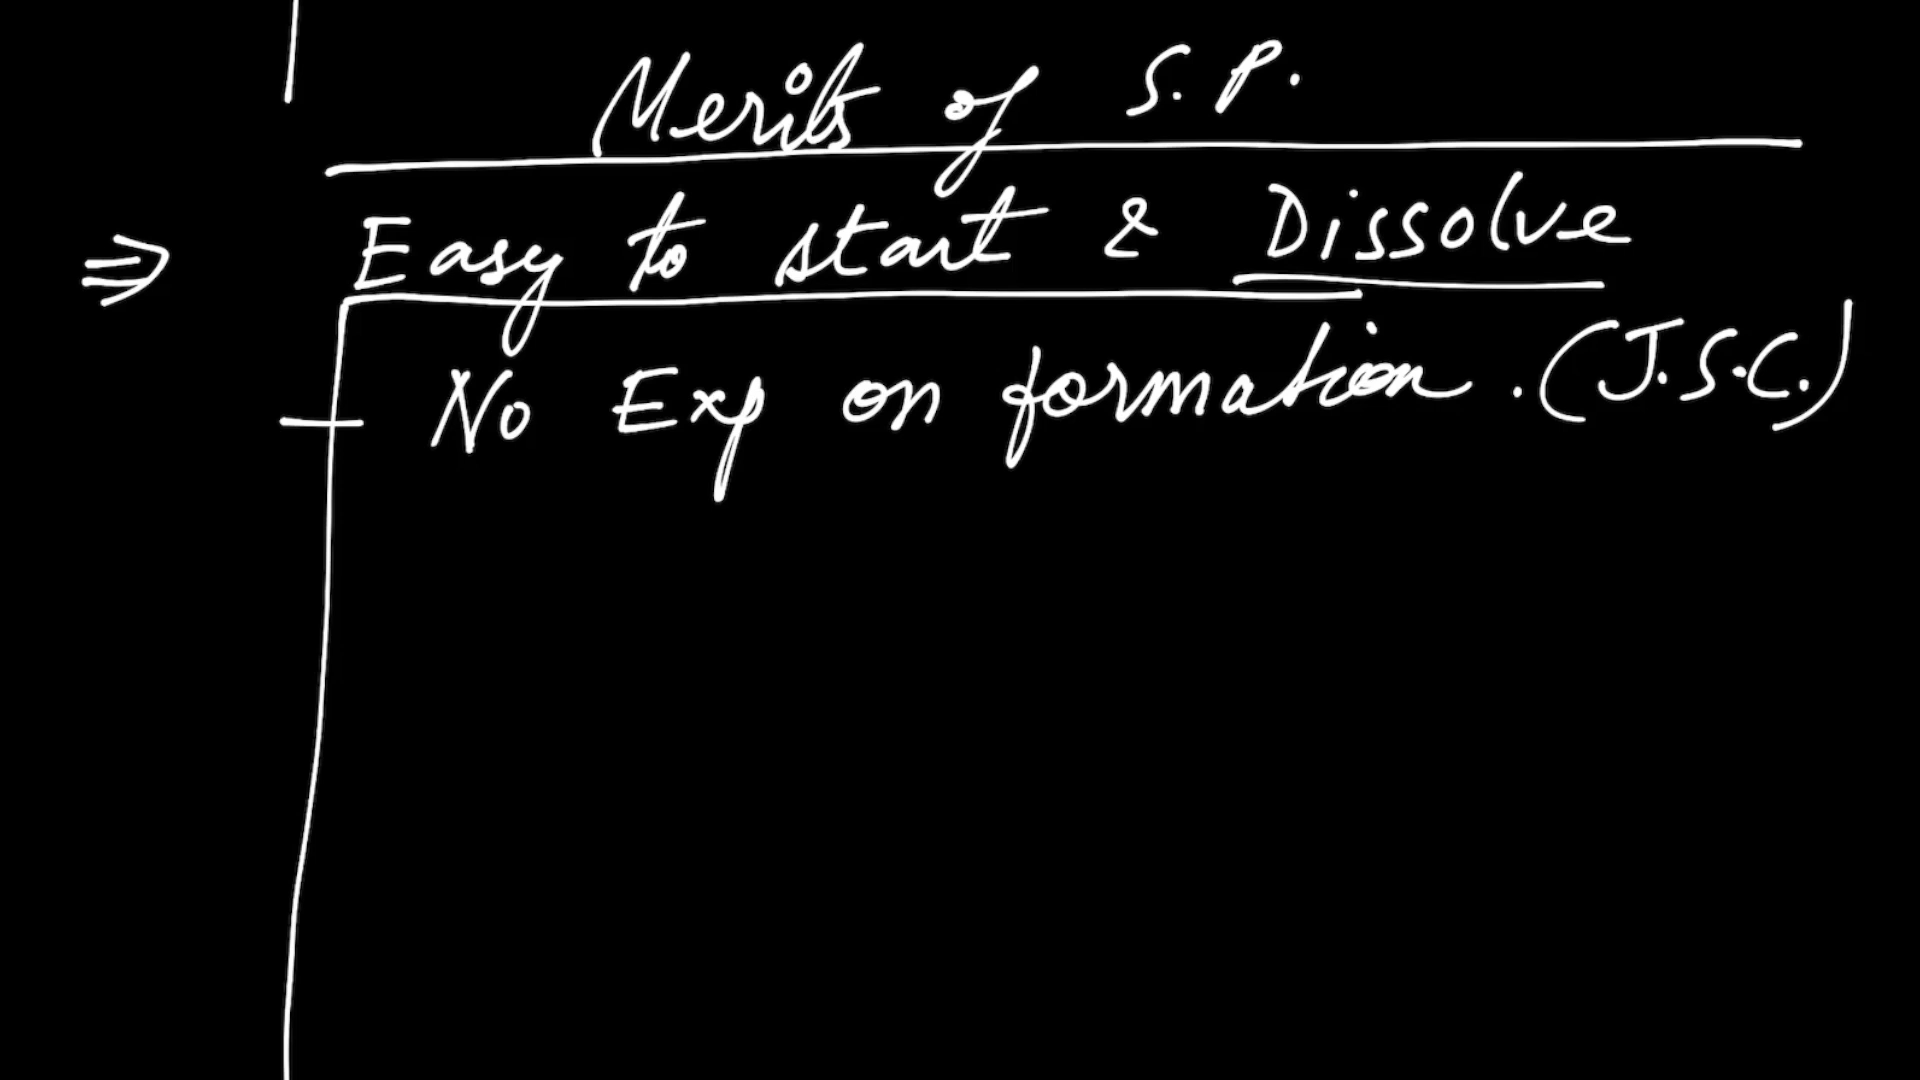 Merits of S.P.
⇒ Easy to start & Dissolve
No Exp on formation. (J.S.C.)